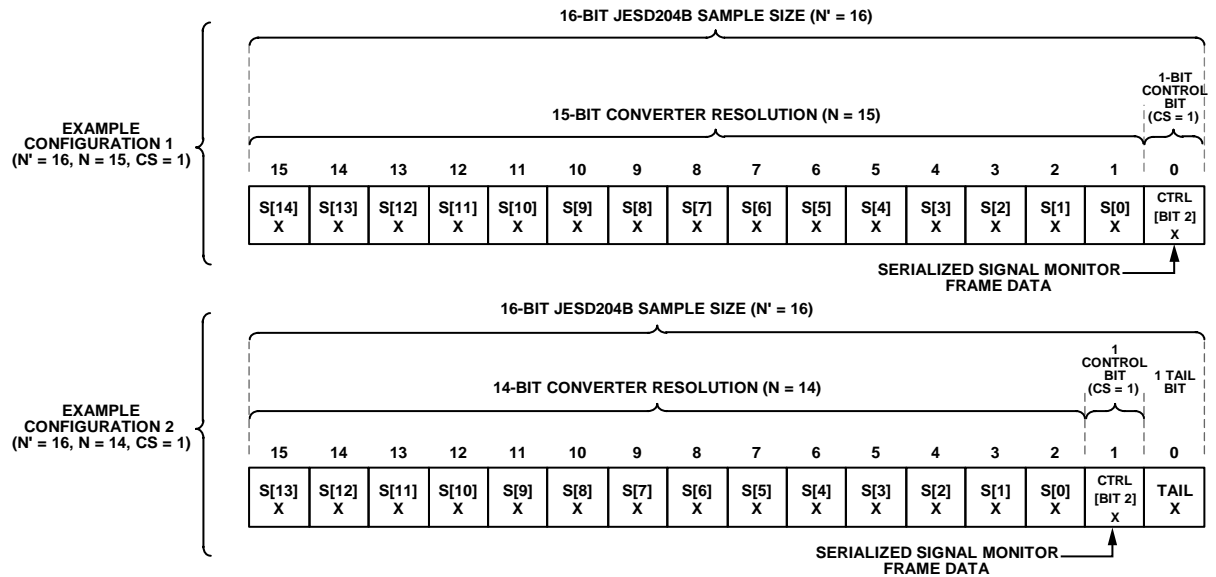 16-BIT JESD204B SAMPLE SIZE (N' = 16)
1-BIT
CONTROL
BIT
(CS = 1)
15-BIT CONVERTER RESOLUTION (N = 15)
EXAMPLE
CONFIGURATION 1
(N' = 16, N = 15, CS = 1)
15 14 13 12 11 10 9 8 7 6 5 4 3 2 1 0
S[14] S[13] S[12] S[11] S[10] S[9] S[8] S[7] S[6] S[5] S[4] S[3] S[2] S[1] S[0] CTRL
[BIT 2]
X X X X X X X X X X X X X X X X
SERIALIZED SIGNAL MONITOR
FRAME DATA
16-BIT JESD204B SAMPLE SIZE (N' = 16)
1
CONTROL
BIT
(CS = 1)
1 TAIL
BIT
14-BIT CONVERTER RESOLUTION (N = 14)
EXAMPLE
CONFIGURATION 2
(N' = 16, N = 14, CS = 1)
15 14 13 12 11 10 9 8 7 6 5 4 3 2 1 0
S[13] S[12] S[11] S[10] S[9] S[8] S[7] S[6] S[5] S[4] S[3] S[2] S[1] S[0] CTRL
[BIT 2] TAIL
X X X X X X X X X X X X X X X X
SERIALIZED SIGNAL MONITOR
FRAME DATA